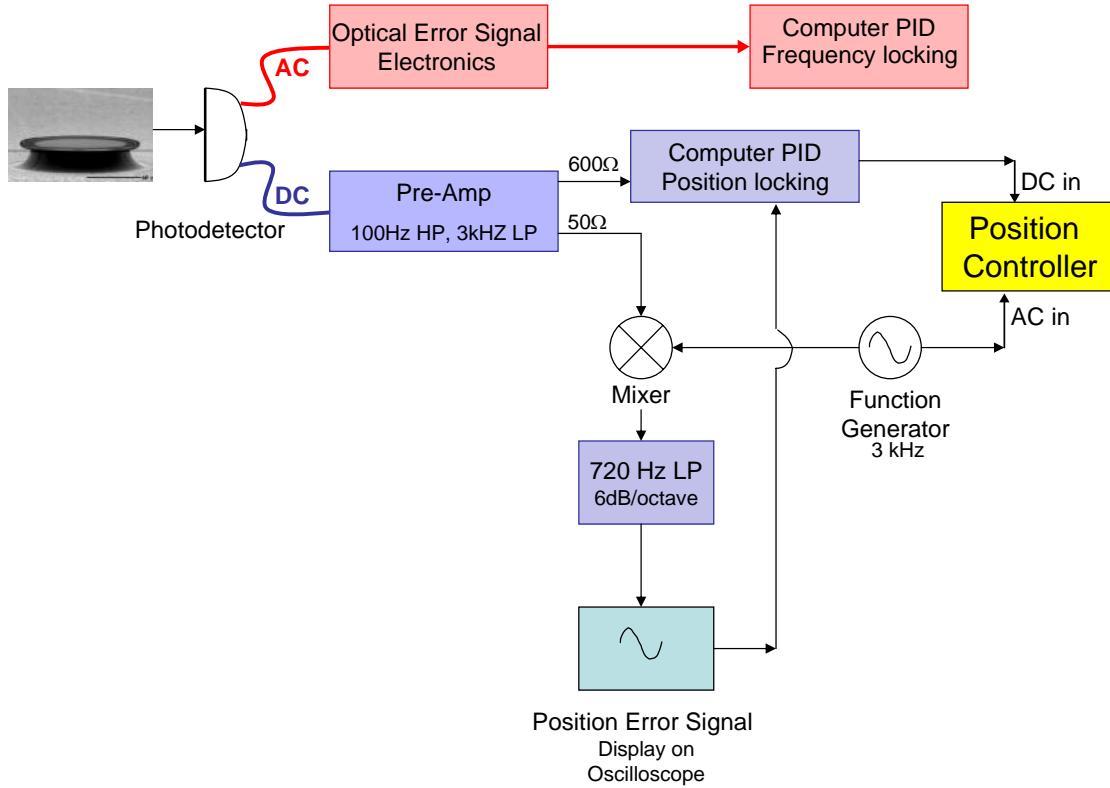 Optical Error Signal
Electronics
Computer PID
Frequency locking
AC
DC
Photodetector
Pre-Amp
100Hz HP, 3kHZ LP
600Ω
50Ω
Computer PID
Position locking
DC in
Position
Controller
AC in
Mixer
Function
Generator
3 kHz
720 Hz LP
6dB/octave
Position Error Signal
Display on
Oscilloscope